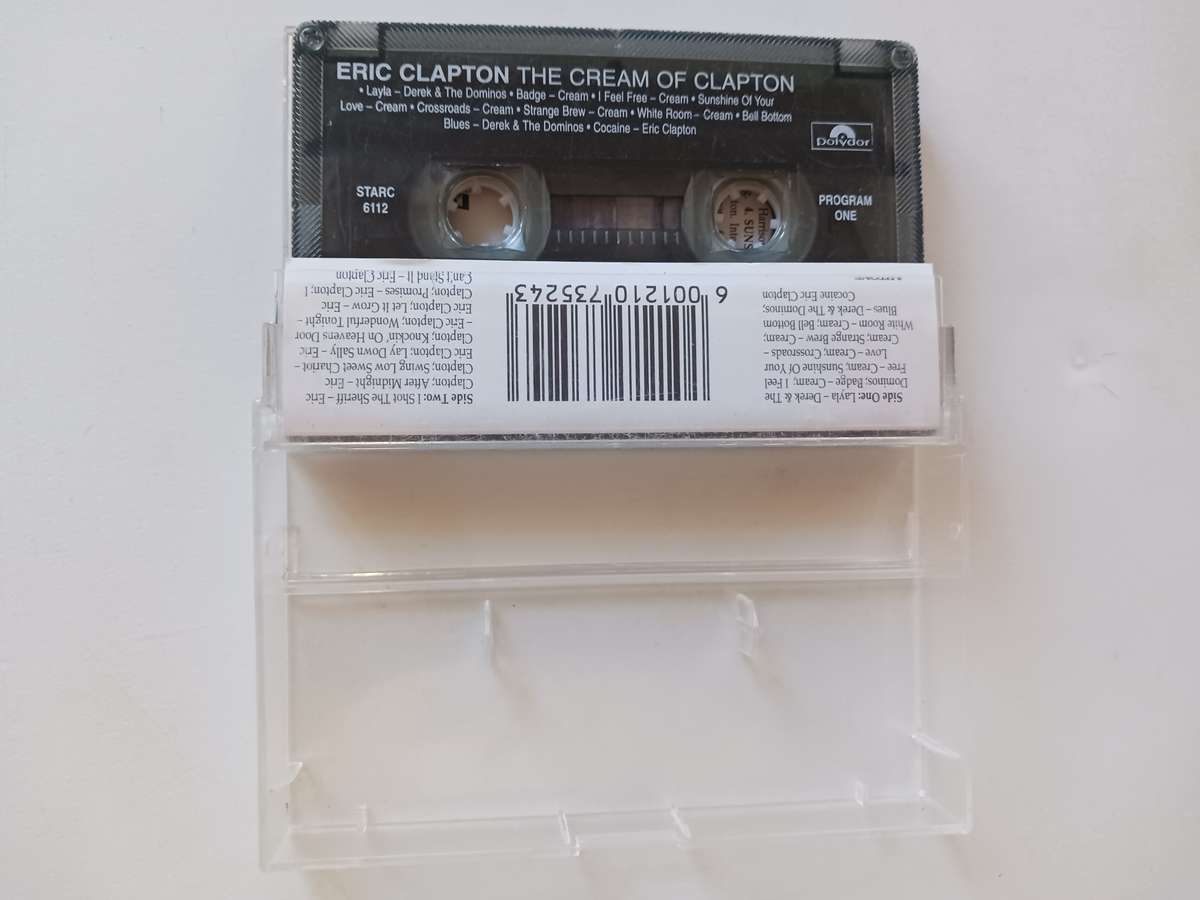 ERIC CLAPTON THE CREAM OF CLAPTON
• Layla – Derek & The Dominos • Badge – Cream • I Feel Free – Cream • Sunshine Of Your
Love – Cream • Crossroads – Cream • Strange Brew – Cream • White Room – Cream • Bell Bottom
Blues – Derek & The Dominos • Cocaine – Eric Clapton
polydor
STARC
6112
PROGRAM
ONE
Harriso
4. SUNS
ton. Inte
Side One: Layla – Derek & The
Dominos; Badge – Cream; I Feel
Free – Cream; Sunshine Of Your
Love – Cream; Crossroads –
Cream; Strange Brew – Cream;
White Room – Cream; Bell Bottom
Blues – Derek & The Dominos;
Cocaine Eric Clapton
6 001210 735243
Side Two: I Shot The Sheriff – Eric
Clapton; After Midnight – Eric
Clapton; Swing Low Sweet Chariot –
Eric Clapton; Lay Down Sally – Eric
Clapton; Knockin' On Heavens Door
– Eric Clapton; Wonderful Tonight –
Eric Clapton; Let It Grow – Eric
Clapton; Promises – Eric Clapton; I
Can't Stand It – Eric Clapton